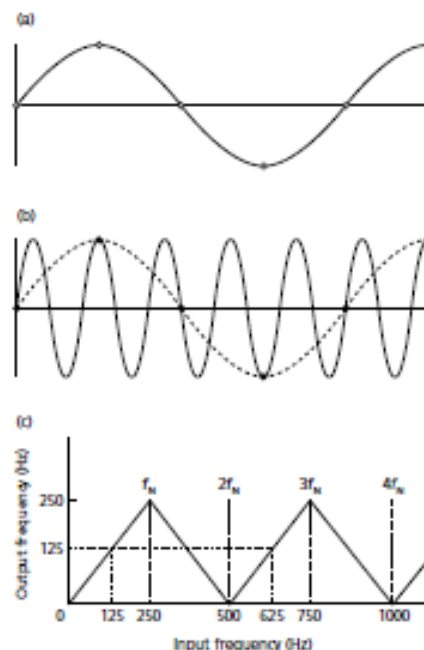 (a)
(b)
(c)
Output frequency (Hz)
250
125
f_N 2f_N 3f_N 4f_N
0 125 250 500 625 750 1000
Input frequency (Hz)